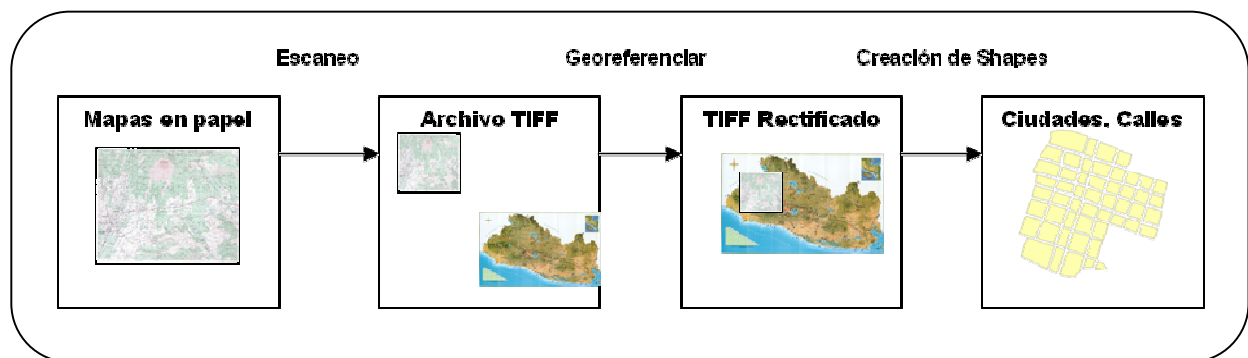 Escaneo
Georeferenciar
Creación de Shapes
Mapas en papel
Archivo TIFF
TIFF Rectificado
Ciudades, Calles